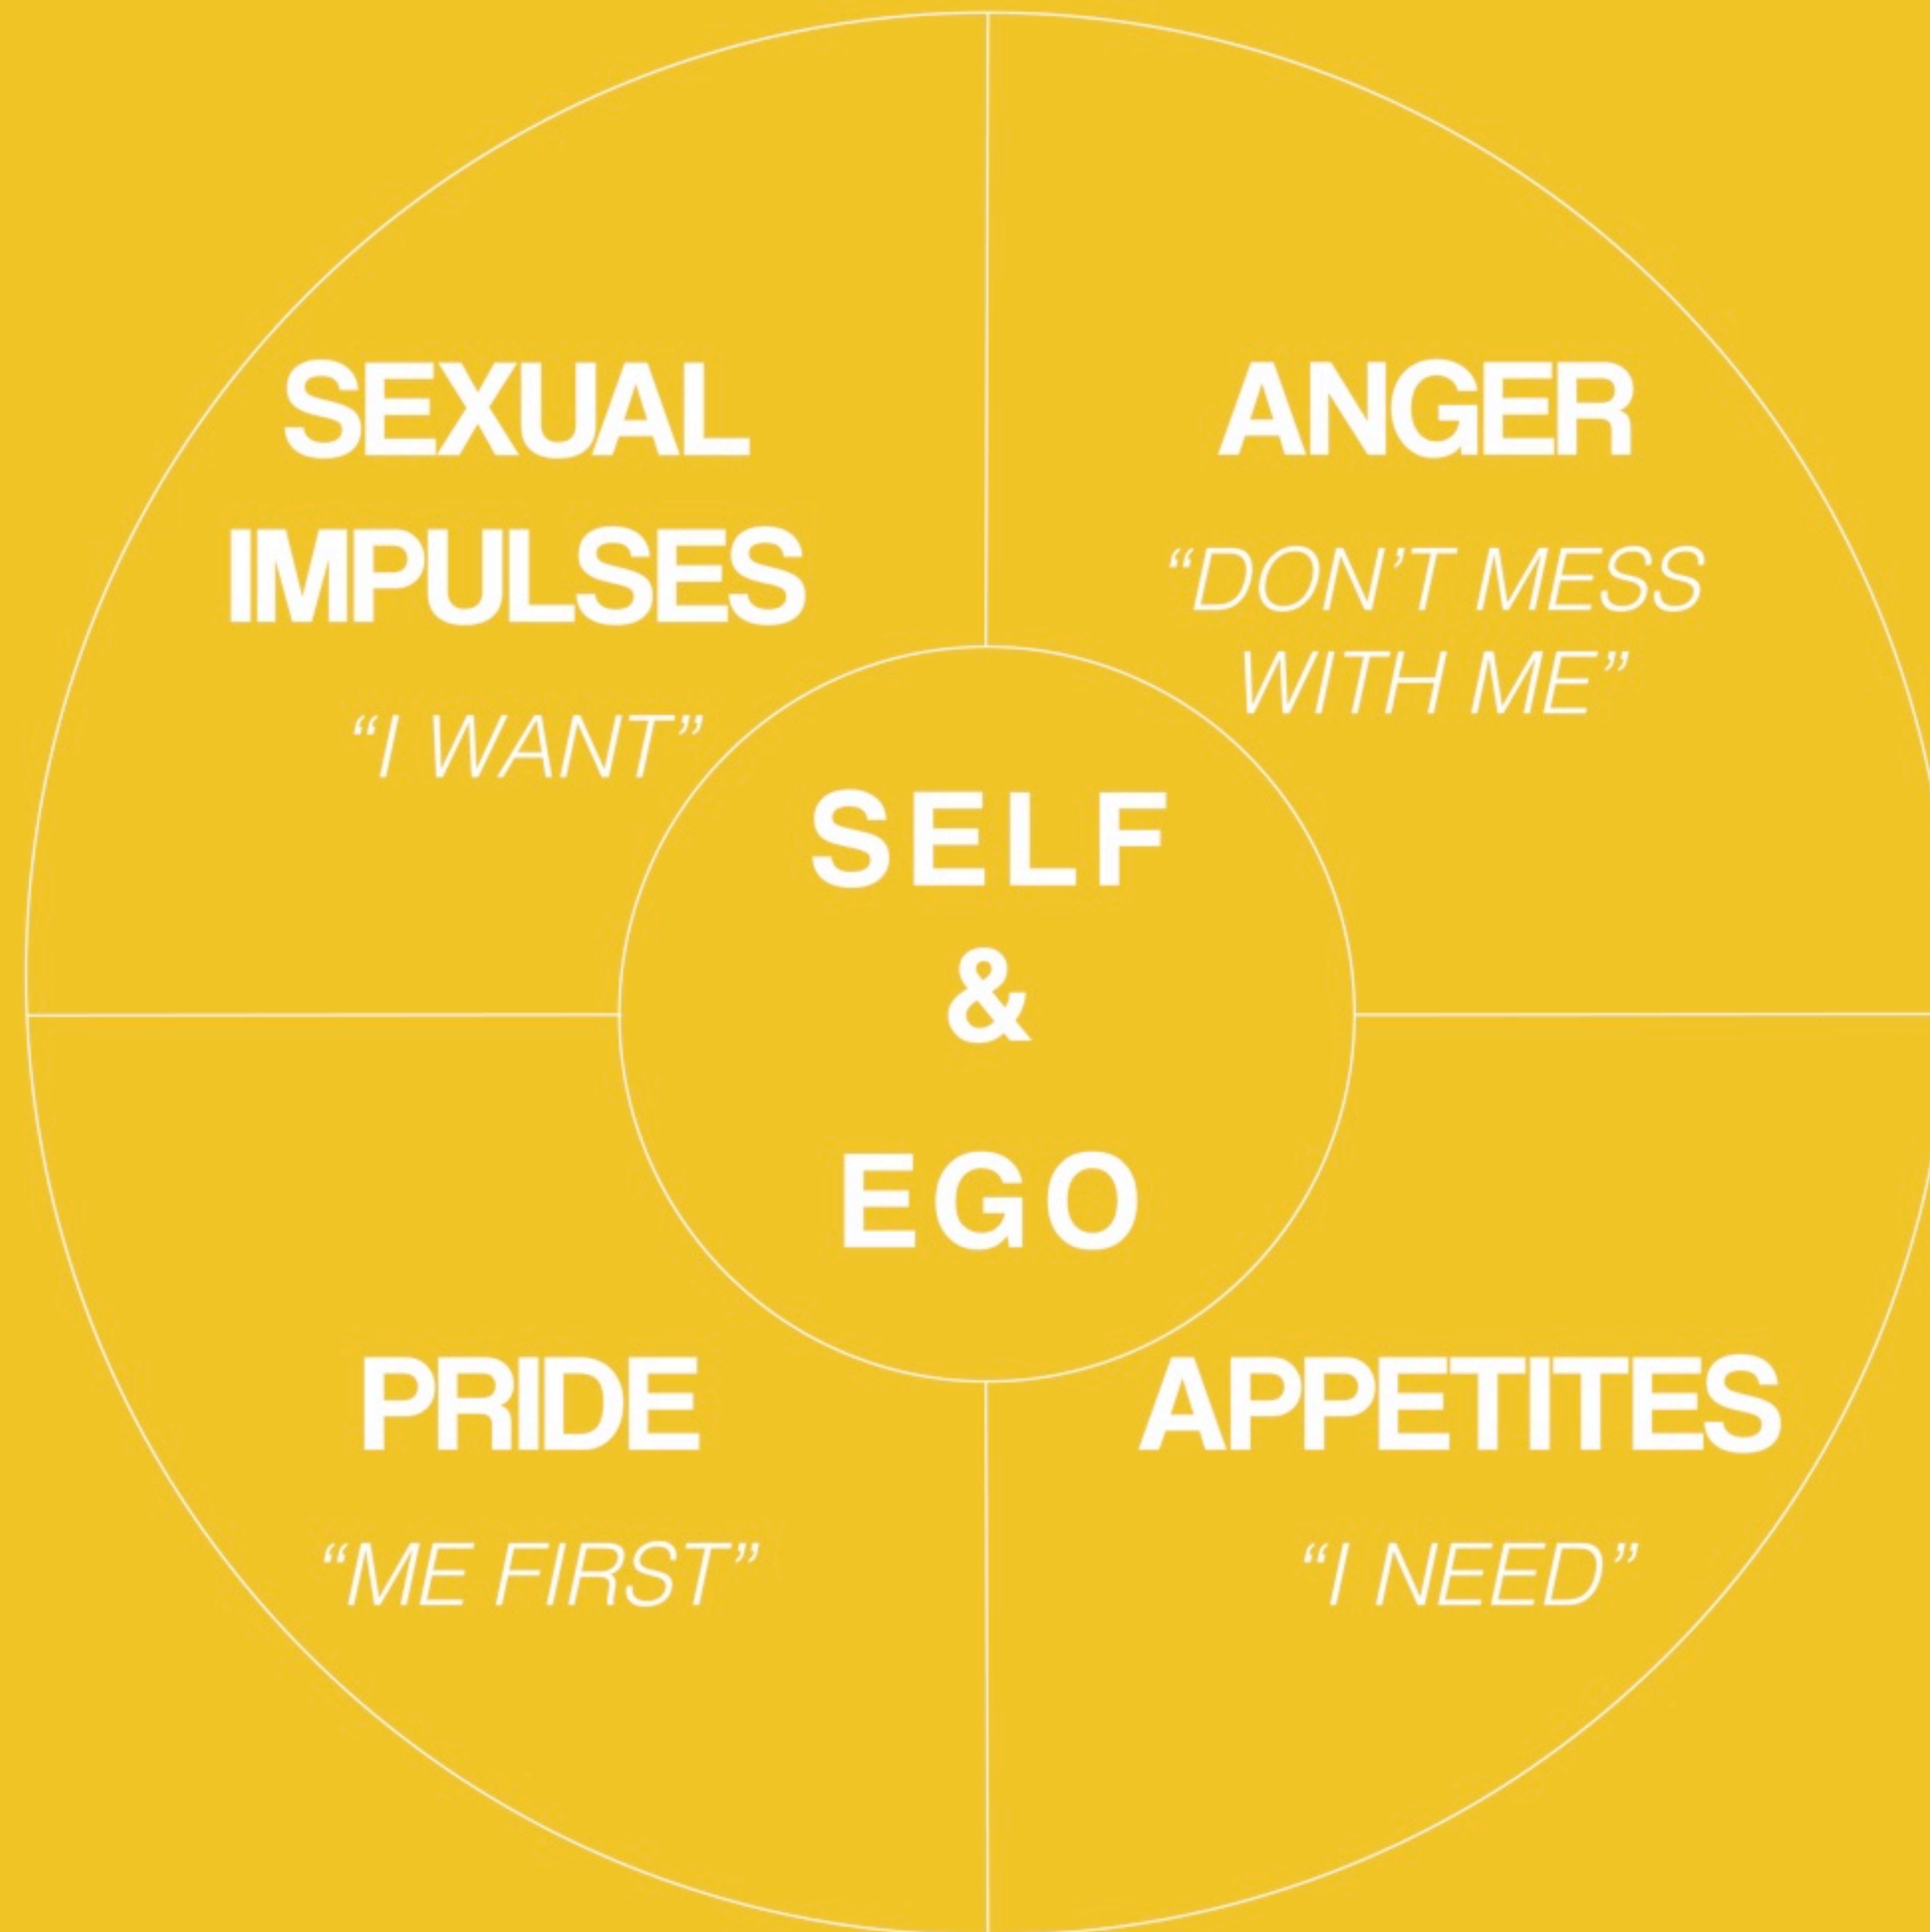 SEXUAL
IMPULSES
“I WANT”
ANGER
“DON’T MESS
WITH ME”
SELF
&
EGO
PRIDE
“ME FIRST”
APPETITES
“I NEED”